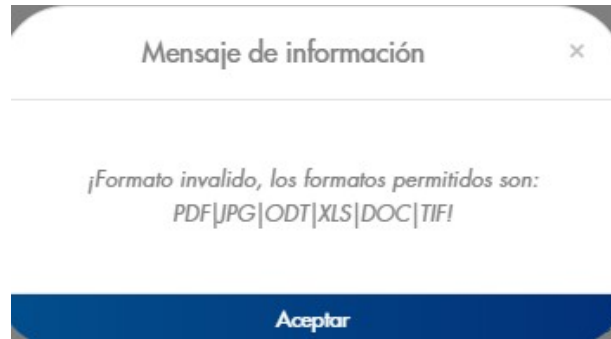 Mensaje de información
×
¡Formato invalido, los formatos permitidos son:
PDF|JPG|ODT|XLS|DOC|TIF!
Aceptar